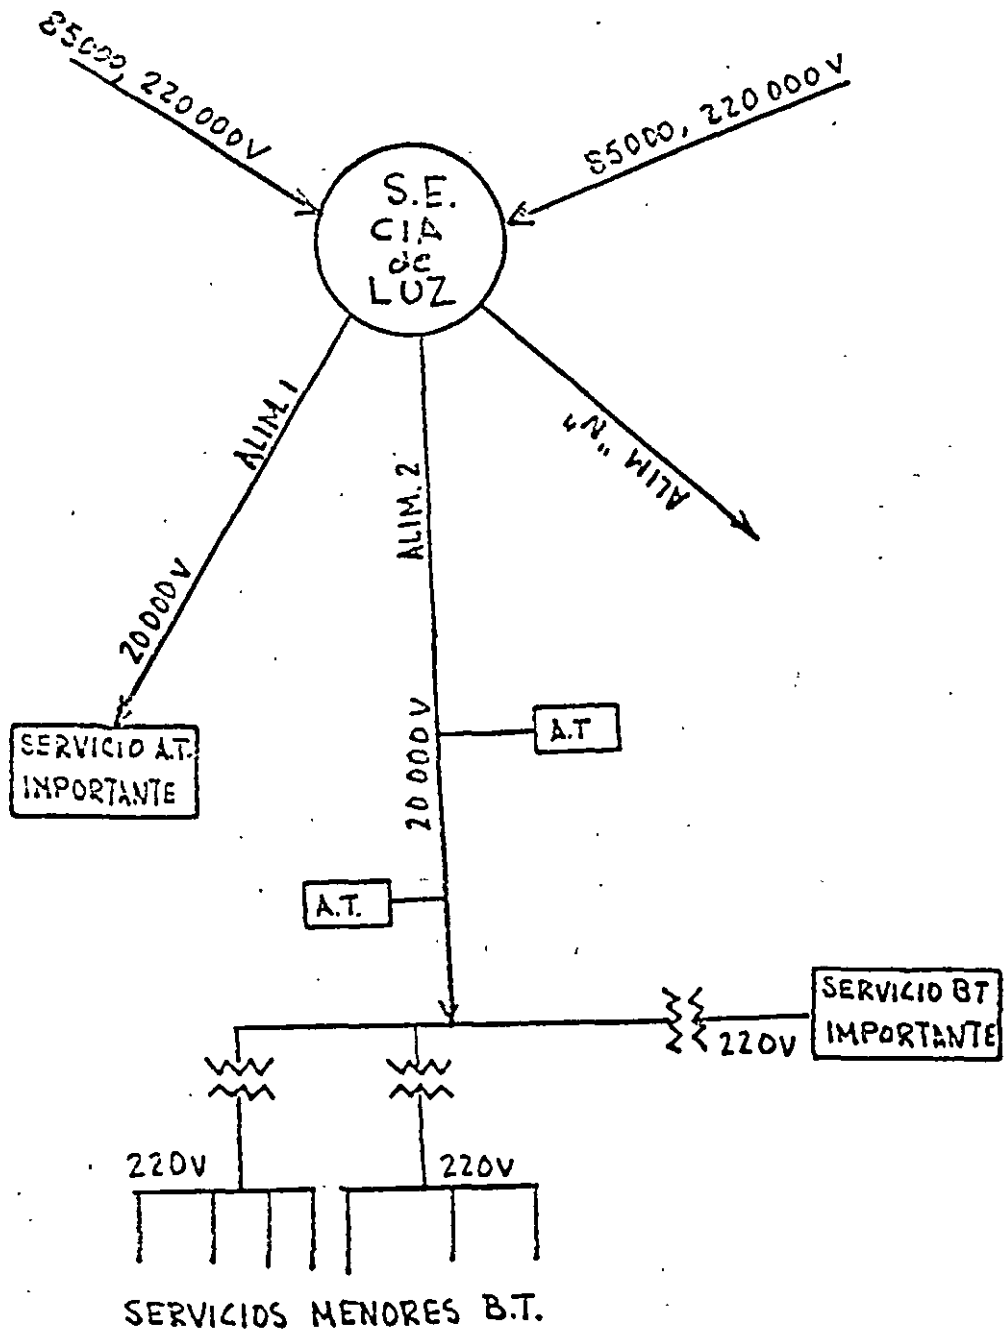 85000, 220000V
85000, 220000V
S.E.
CIA
de
LUZ
ALIM 1
20000V
ALIM. 2
20000V
ALIM "N"
SERVICIO A.T.
IMPORTANTE
A.T
A.T.
SERVICIO BT
IMPORTANTE
220V
220V
220V
SERVICIOS MENORES B.T.